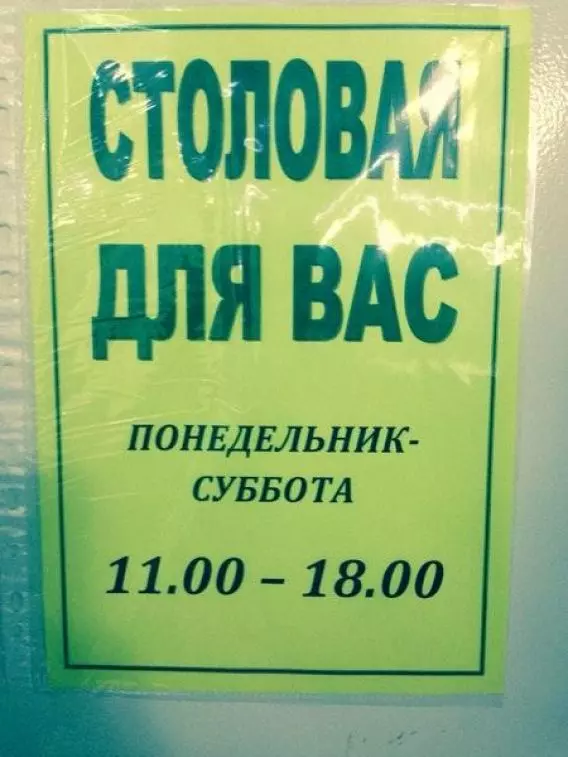 СТОЛОВАЯ
ДЛЯ ВАС
ПОНЕДЕЛЬНИК-
СУББОТА
11.00 – 18.00